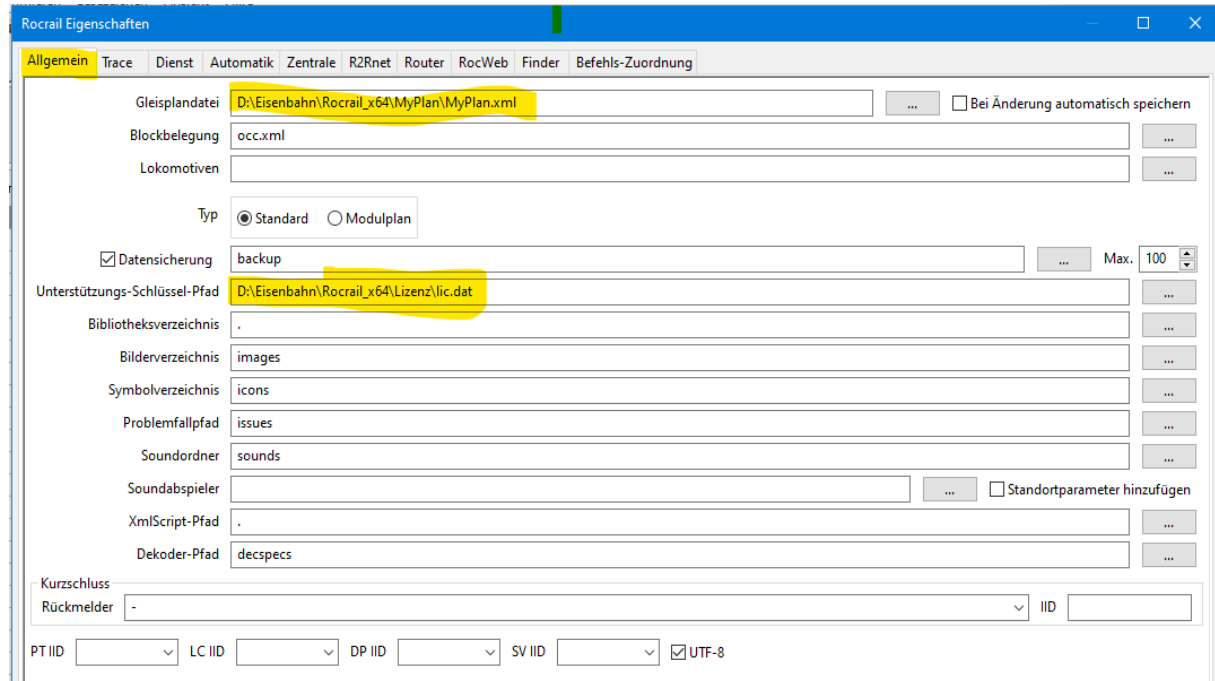 Rocrail Eigenschaften
Allgemein Trace Dienst Automatik Zentrale R2Rnet Router RocWeb Finder Befehls-Zuordnung
Gleisplandatei D:\Eisenbahn\Rocrail_x64\MyPlan\MyPlan.xml ... Bei Änderung automatisch speichern
Blockbelegung occ.xml ...
Lokomotiven ...
Typ Standard Modulplan
Datensicherung backup ... Max. 100
Unterstützungs-Schlüssel-Pfad D:\Eisenbahn\Rocrail_x64\Lizenz\lic.dat ...
Bibliotheksverzeichnis . ...
Bilderverzeichnis images ...
Symbolverzeichnis icons ...
Problemfallpfad issues ...
Soundordner sounds ...
Soundabspieler ... Standortparameter hinzufügen
XmlScript-Pfad . ...
Dekoder-Pfad decspecs ...
Kurzschluss
Rückmelder - IID
PT IID LC IID DP IID SV IID UTF-8